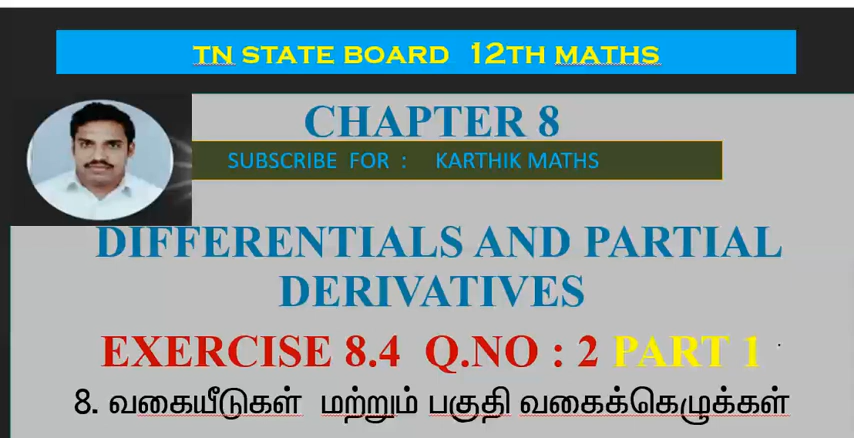 TN STATE BOARD 12TH MATHS
CHAPTER 8
SUBSCRIBE FOR : KARTHIK MATHS
DIFFERENTIALS AND PARTIAL
DERIVATIVES
EXERCISE 8.4 Q.NO : 2 PART 1
8. வகையீடுகள் மற்றும் பகுதி வகைக்கெழுக்கள்